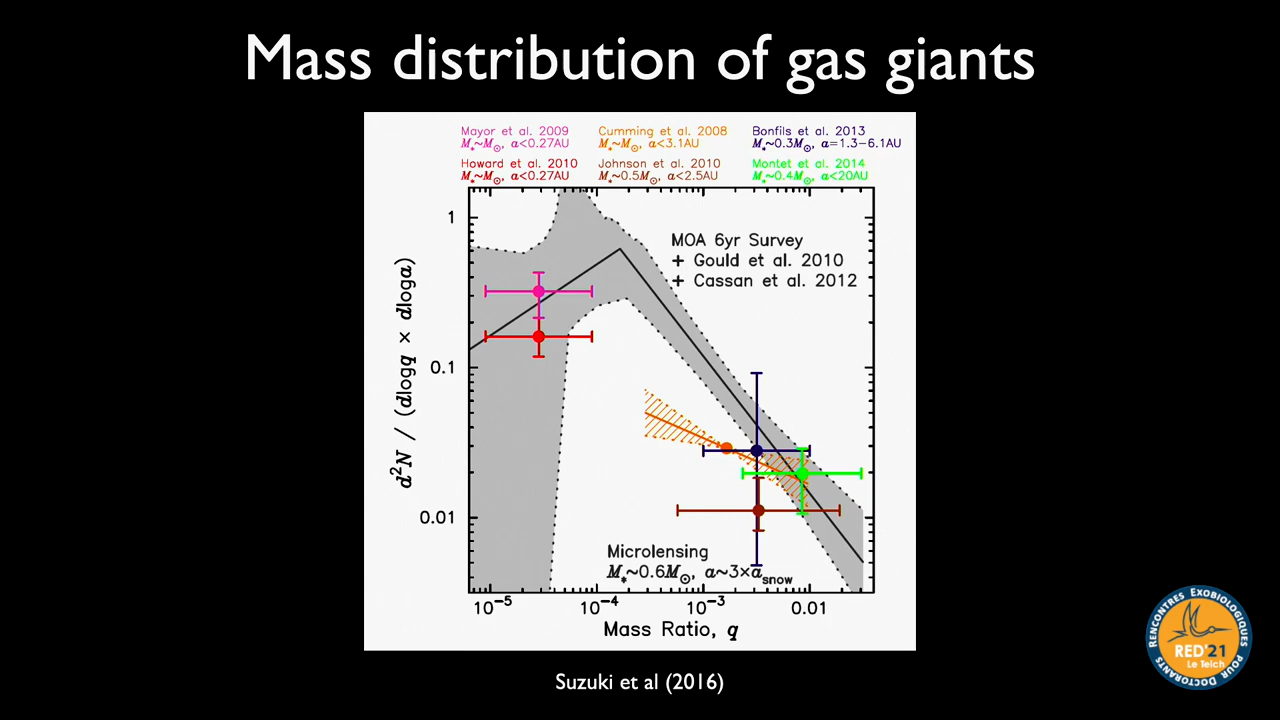 Mass distribution of gas giants
Mayor et al. 2009
M*~M☉, a<0.27AU
Cumming et al. 2008
M*~M☉, a<3.1AU
Bonfils et al. 2013
M*~0.3M☉, a=1.3−6.1AU
Howard et al. 2010
M*~M☉, a<0.27AU
Johnson et al. 2010
M*~0.5M☉, a<2.5AU
Montet et al. 2014
M*~0.4M☉, a<20AU
MOA 6yr Survey
+ Gould et al. 2010
+ Cassan et al. 2012
1
0.1
0.01
d²N / (dlogq × dloga)
Microlensing
M*~0.6M☉, a~3×a_snow
10⁻⁵ 10⁻⁴ 10⁻³ 0.01
Mass Ratio, q
Suzuki et al (2016)
RENCONTRES EXOBIOLOGIQUES
POUR DOCTORANTS
RED'21
Le Teich